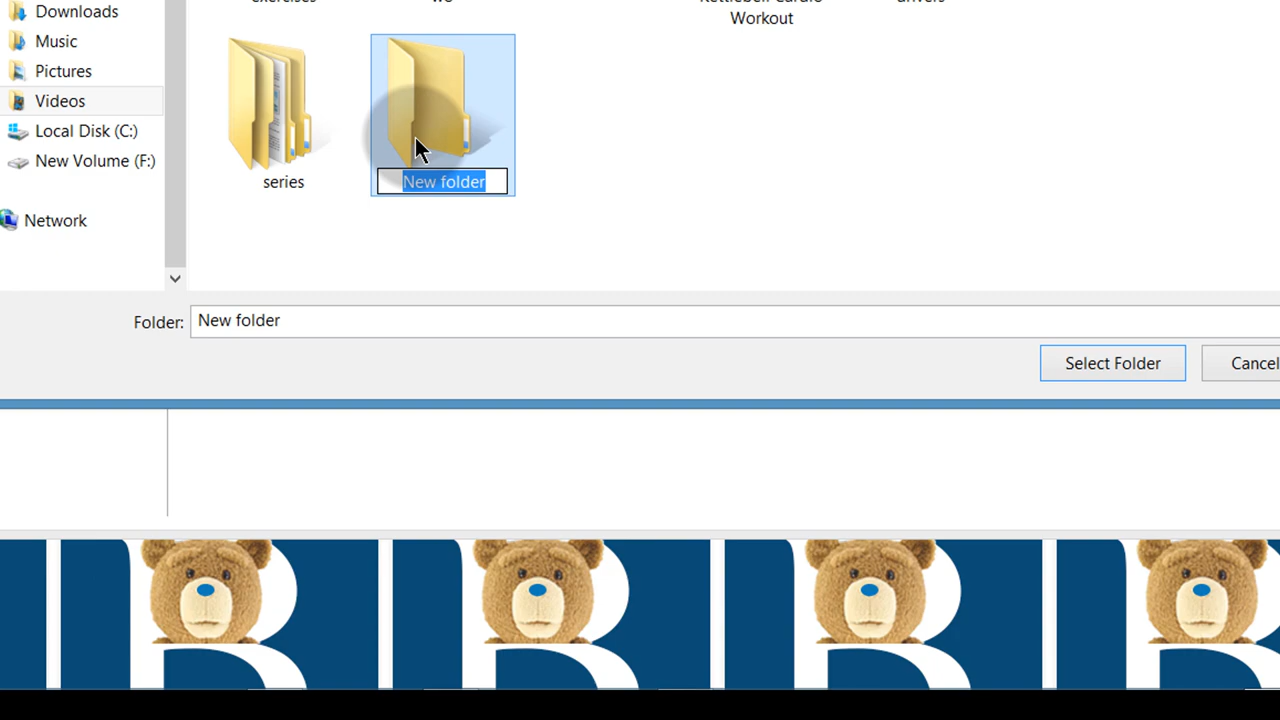 Downloads
Music
Pictures
Videos
Local Disk (C:)
New Volume (F:)
Network
Workout
series
New folder
Folder: New folder
Select Folder
Cancel